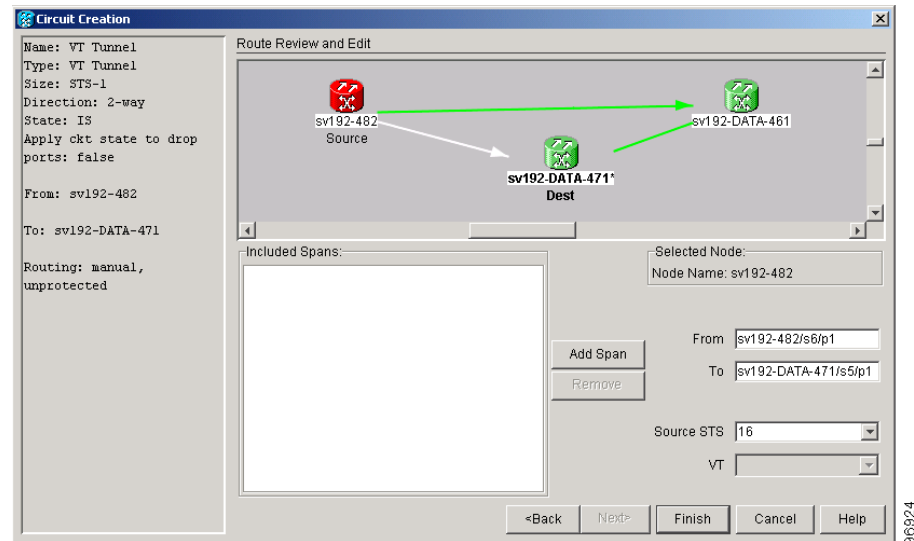 Circuit Creation
Name: VT Tunnel
Type: VT Tunnel
Size: STS-1
Direction: 2-way
State: IS
Apply ckt state to drop
ports: false
From: sv192-482
To: sv192-DATA-471
Routing: manual,
unprotected
Route Review and Edit
sv192-482
Source
sv192-DATA-461
sv192-DATA-471*
Dest
Included Spans:
Add Span
Remove
Selected Node:
Node Name: sv192-482
From sv192-482/s6/p1
To sv192-DATA-471/s5/p1
Source STS 16
VT
<Back Next> Finish Cancel Help
96924